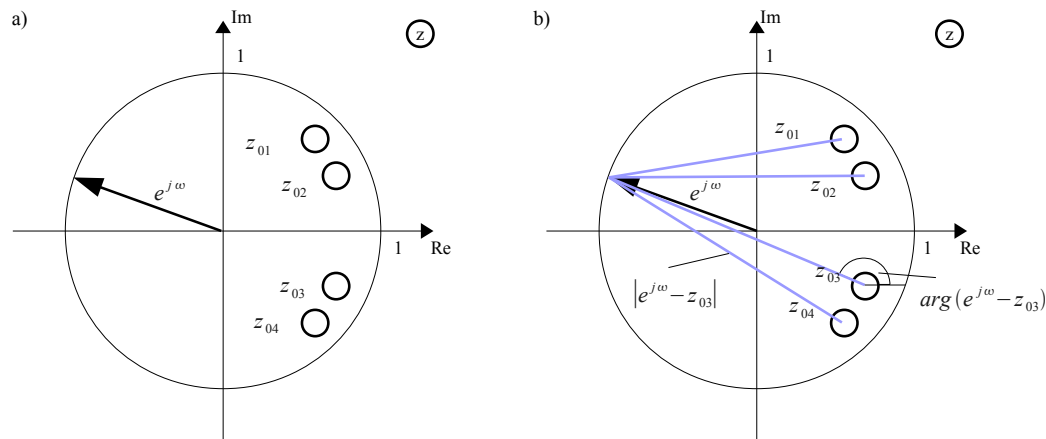 a)
Im
z
1
z01
z02
e^jω
1
Re
z03
z04
b)
Im
z
1
z01
z02
e^jω
1
Re
z03
|e^jω − z03|
arg(e^jω − z03)
z04